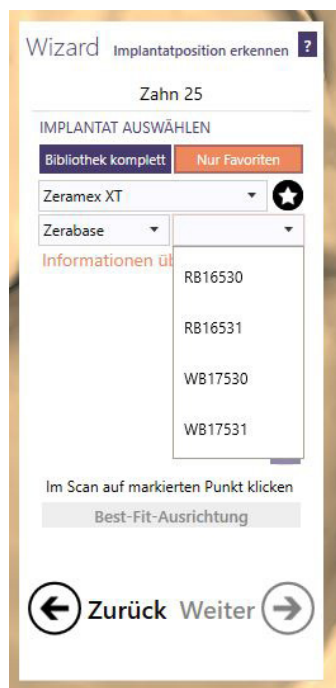 Wizard Implantatposition erkennen ?
Zahn 25
IMPLANTAT AUSWÄHLEN
Bibliothek komplett Nur Favoriten
Zeramex XT
Zerabase
Informationen üb
RB16530
RB16531
WB17530
WB17531
Im Scan auf markierten Punkt klicken
Best-Fit-Ausrichtung
Zurück Weiter